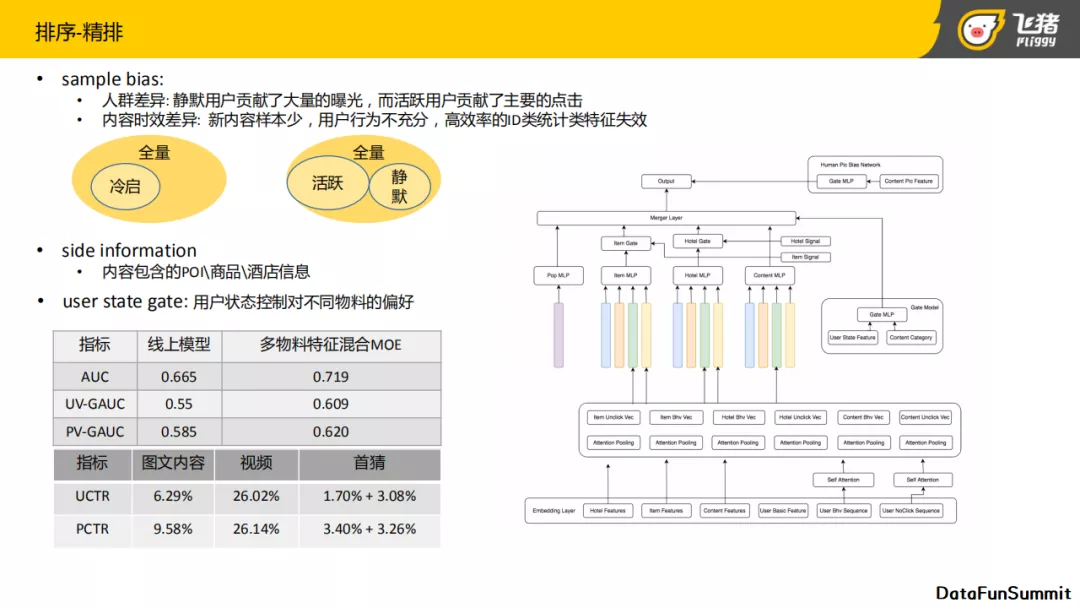 排序-精排
飞猪
Fliggy
• sample bias:
• 人群差异: 静默用户贡献了大量的曝光，而活跃用户贡献了主要的点击
• 内容时效差异: 新内容样本少，用户行为不充分，高效率的ID类统计类特征失效
全量
冷启
全量
活跃
静
默
• side information
• 内容包含的POI\商品\酒店信息
• user state gate: 用户状态控制对不同物料的偏好
指标 线上模型 多物料特征混合MOE
AUC 0.665 0.719
UV-GAUC 0.55 0.609
PV-GAUC 0.585 0.620
指标 图文内容 视频 首猜
UCTR 6.29% 26.02% 1.70% + 3.08%
PCTR 9.58% 26.14% 3.40% + 3.26%
Human Pic Bias Network
Output Gate MLP Content Pic Feature
Merger Layer
Item Gate Hotel Gate Hotel Signal
Item Signal
Pop MLP Item MLP Hotel MLP Content MLP
Gate Model
Gate MLP
User State Feature Content Category
Item Unclick Vec Item Bhv Vec Hotel Bhv Vec Hotel Unclick Vec Content Bhv Vec Content Unclick Vec
Attention Pooling Attention Pooling Attention Pooling Attention Pooling Attention Pooling Attention Pooling
Self Attention Self Attention
Embedding Layer Hotel Features Item Features Content Features User Basic Feature User Bhv Sequence User NoClick Sequence
DataFunSummit